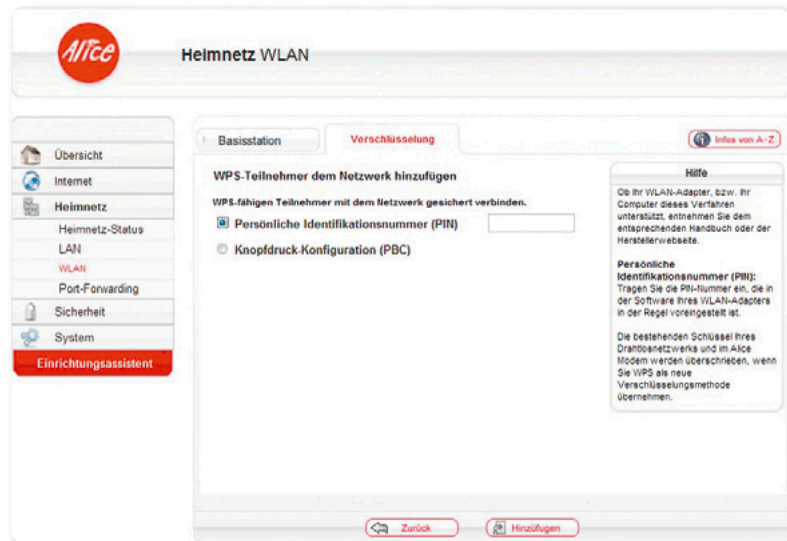 Alice
Heimnetz WLAN
Übersicht
Internet
Heimnetz
Heimnetz-Status
LAN
WLAN
Port-Forwarding
Sicherheit
System
Einrichtungsassistent
Basisstation
Verschlüsselung
Infos von A-Z
WPS-Teilnehmer dem Netzwerk hinzufügen
WPS-fähigen Teilnehmer mit dem Netzwerk gesichert verbinden.
Persönliche Identifikationsnummer (PIN)
Knopfdruck-Konfiguration (PBC)
Hilfe
Ob Ihr WLAN-Adapter, bzw. Ihr
Computer dieses Verfahren
unterstützt, entnehmen Sie dem
entsprechenden Handbuch oder der
Herstellerwebseite.
Persönliche
Identifikationsnummer (PIN):
Tragen Sie die PIN-Nummer ein, die in
der Software Ihres WLAN-Adapters
in der Regel voreingestellt ist.
Die bestehenden Schlüssel Ihres
Drahtlosnetzwerks und im Alice
Modem werden überschrieben, wenn
Sie WPS als neue
Verschlüsselungsmethode
übernehmen.
Zurück
Hinzufügen